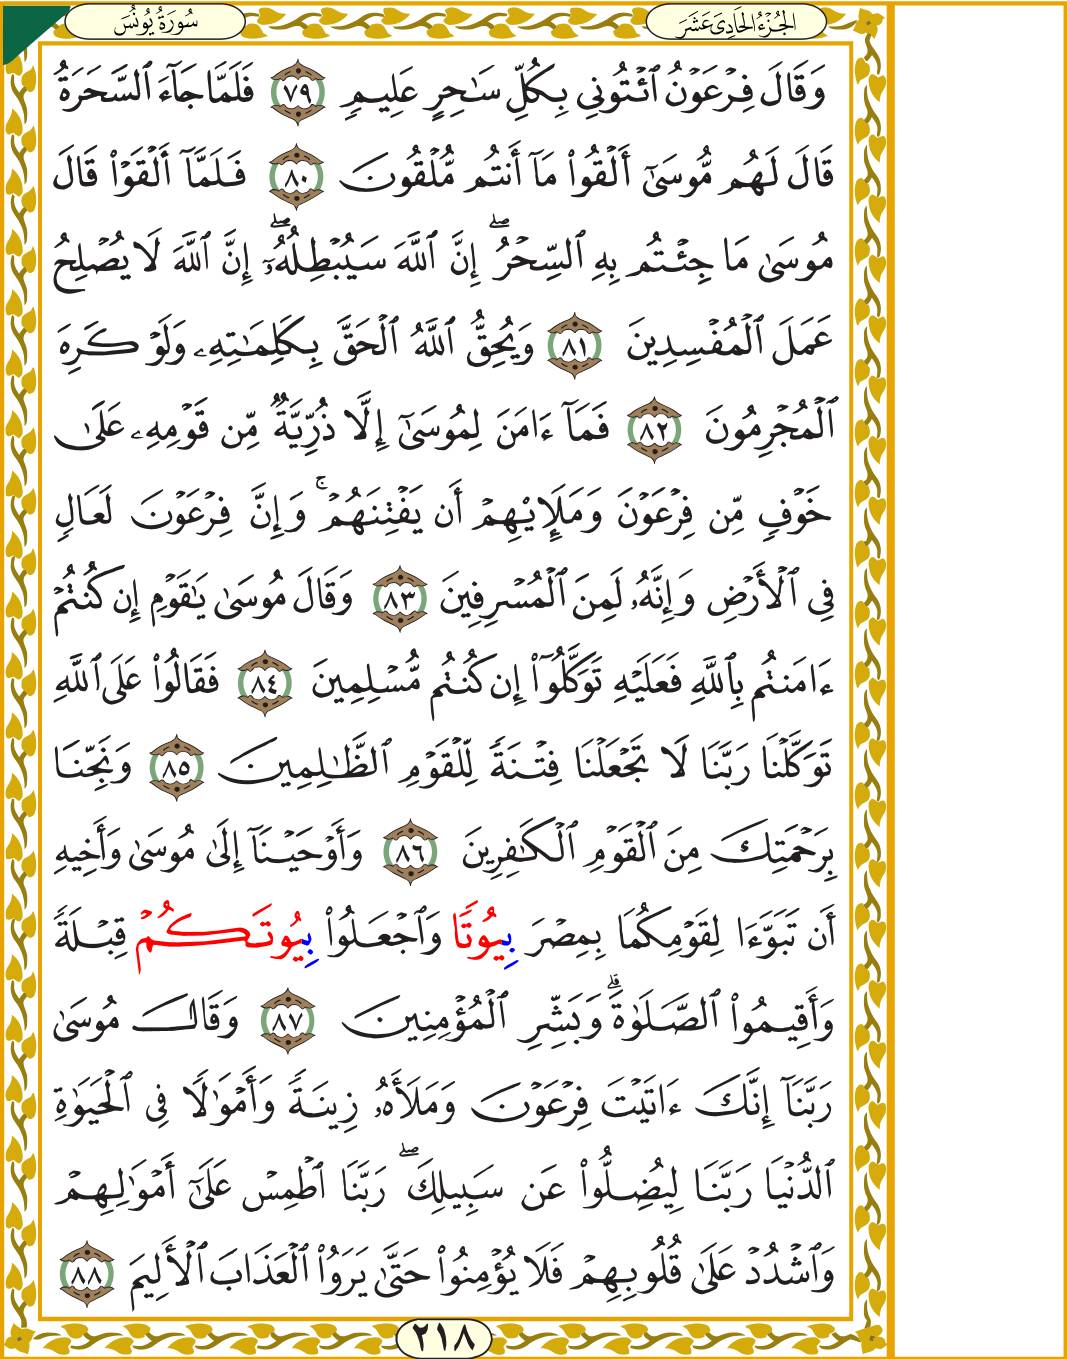 سُورَةُ يُونُسَ
الجُزْءُ الحَادِىَ عَشَرَ
وَقَالَ فِرْعَوْنُ ٱئْتُونِي بِكُلِّ سَٰحِرٍ عَلِيمٖ ٧٩ فَلَمَّا جَآءَ ٱلسَّحَرَةُ
قَالَ لَهُم مُّوسَىٰٓ أَلْقُوا۟ مَآ أَنتُم مُّلْقُونَ ٨٠ فَلَمَّآ أَلْقَوْا۟ قَالَ
مُوسَىٰ مَا جِئْتُم بِهِ ٱلسِّحْرُۖ إِنَّ ٱللَّهَ سَيُبْطِلُهُۥٓۖ إِنَّ ٱللَّهَ لَا يُصْلِحُ
عَمَلَ ٱلْمُفْسِدِينَ ٨١ وَيُحِقُّ ٱللَّهُ ٱلْحَقَّ بِكَلِمَٰتِهِۦ وَلَوْ كَرِهَ
ٱلْمُجْرِمُونَ ٨٢ فَمَآ ءَامَنَ لِمُوسَىٰٓ إِلَّا ذُرِّيَّةٌ مِّن قَوْمِهِۦ عَلَىٰ
خَوْفٍ مِّن فِرْعَوْنَ وَمَلَإِيْهِمْ أَن يَفْتِنَهُمْۚ وَإِنَّ فِرْعَوْنَ لَعَالٍ
فِي ٱلْأَرْضِ وَإِنَّهُۥ لَمِنَ ٱلْمُسْرِفِينَ ٨٣ وَقَالَ مُوسَىٰ يَٰقَوْمِ إِن كُنتُمْ
ءَامَنتُم بِٱللَّهِ فَعَلَيْهِ تَوَكَّلُوٓا۟ إِن كُنتُم مُّسْلِمِينَ ٨٤ فَقَالُوا۟ عَلَى ٱللَّهِ
تَوَكَّلْنَا رَبَّنَا لَا تَجْعَلْنَا فِتْنَةً لِّلْقَوْمِ ٱلظَّٰلِمِينَ ٨٥ وَنَجِّنَا
بِرَحْمَتِكَ مِنَ ٱلْقَوْمِ ٱلْكَٰفِرِينَ ٨٦ وَأَوْحَيْنَآ إِلَىٰ مُوسَىٰ وَأَخِيهِ
أَن تَبَوَّءَا لِقَوْمِكُمَا بِمِصْرَ بِيُوتًا وَٱجْعَلُوا۟ بِيُوتَكُمْ قِبْلَةً
وَأَقِيمُوا۟ ٱلصَّلَوٰةَۗ وَبَشِّرِ ٱلْمُؤْمِنِينَ ٨٧ وَقَالَ مُوسَىٰ
رَبَّنَآ إِنَّكَ ءَاتَيْتَ فِرْعَوْنَ وَمَلَأَهُۥ زِينَةً وَأَمْوَٰلًا فِي ٱلْحَيَوٰةِ
ٱلدُّنْيَا رَبَّنَا لِيُضِلُّوا۟ عَن سَبِيلِكَۖ رَبَّنَا ٱطْمِسْ عَلَىٰٓ أَمْوَٰلِهِمْ
وَٱشْدُدْ عَلَىٰ قُلُوبِهِمْ فَلَا يُؤْمِنُوا۟ حَتَّىٰ يَرَوُا۟ ٱلْعَذَابَ ٱلْأَلِيمَ ٨٨
٢١٨